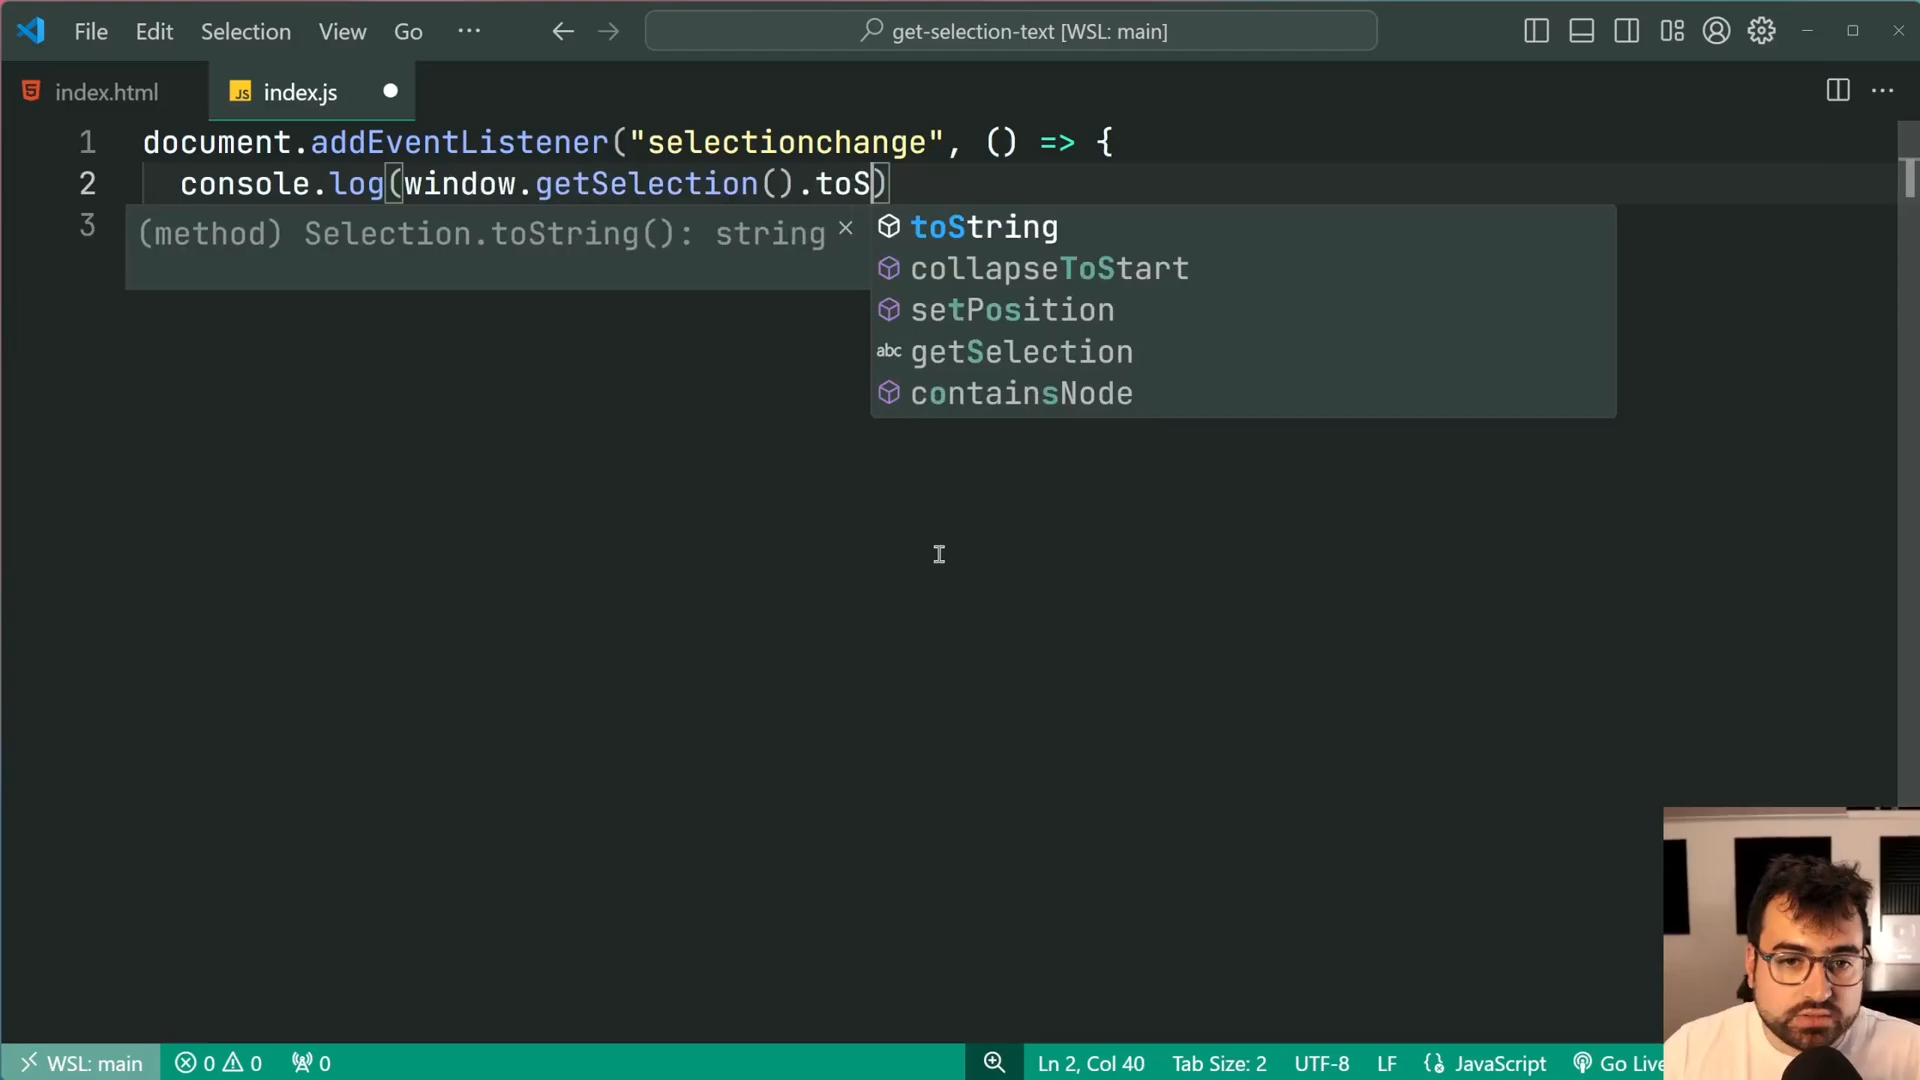 File Edit Selection View Go ··· get-selection-text [WSL: main]
index.html JS index.js
1 document.addEventListener("selectionchange", () => {
2 console.log(window.getSelection().toS)
3 (method) Selection.toString(): string
toString
collapseToStart
setPosition
abc getSelection
containsNode
WSL: main 0 0 0 Ln 2, Col 40 Tab Size: 2 UTF-8 LF {} JavaScript Go Live